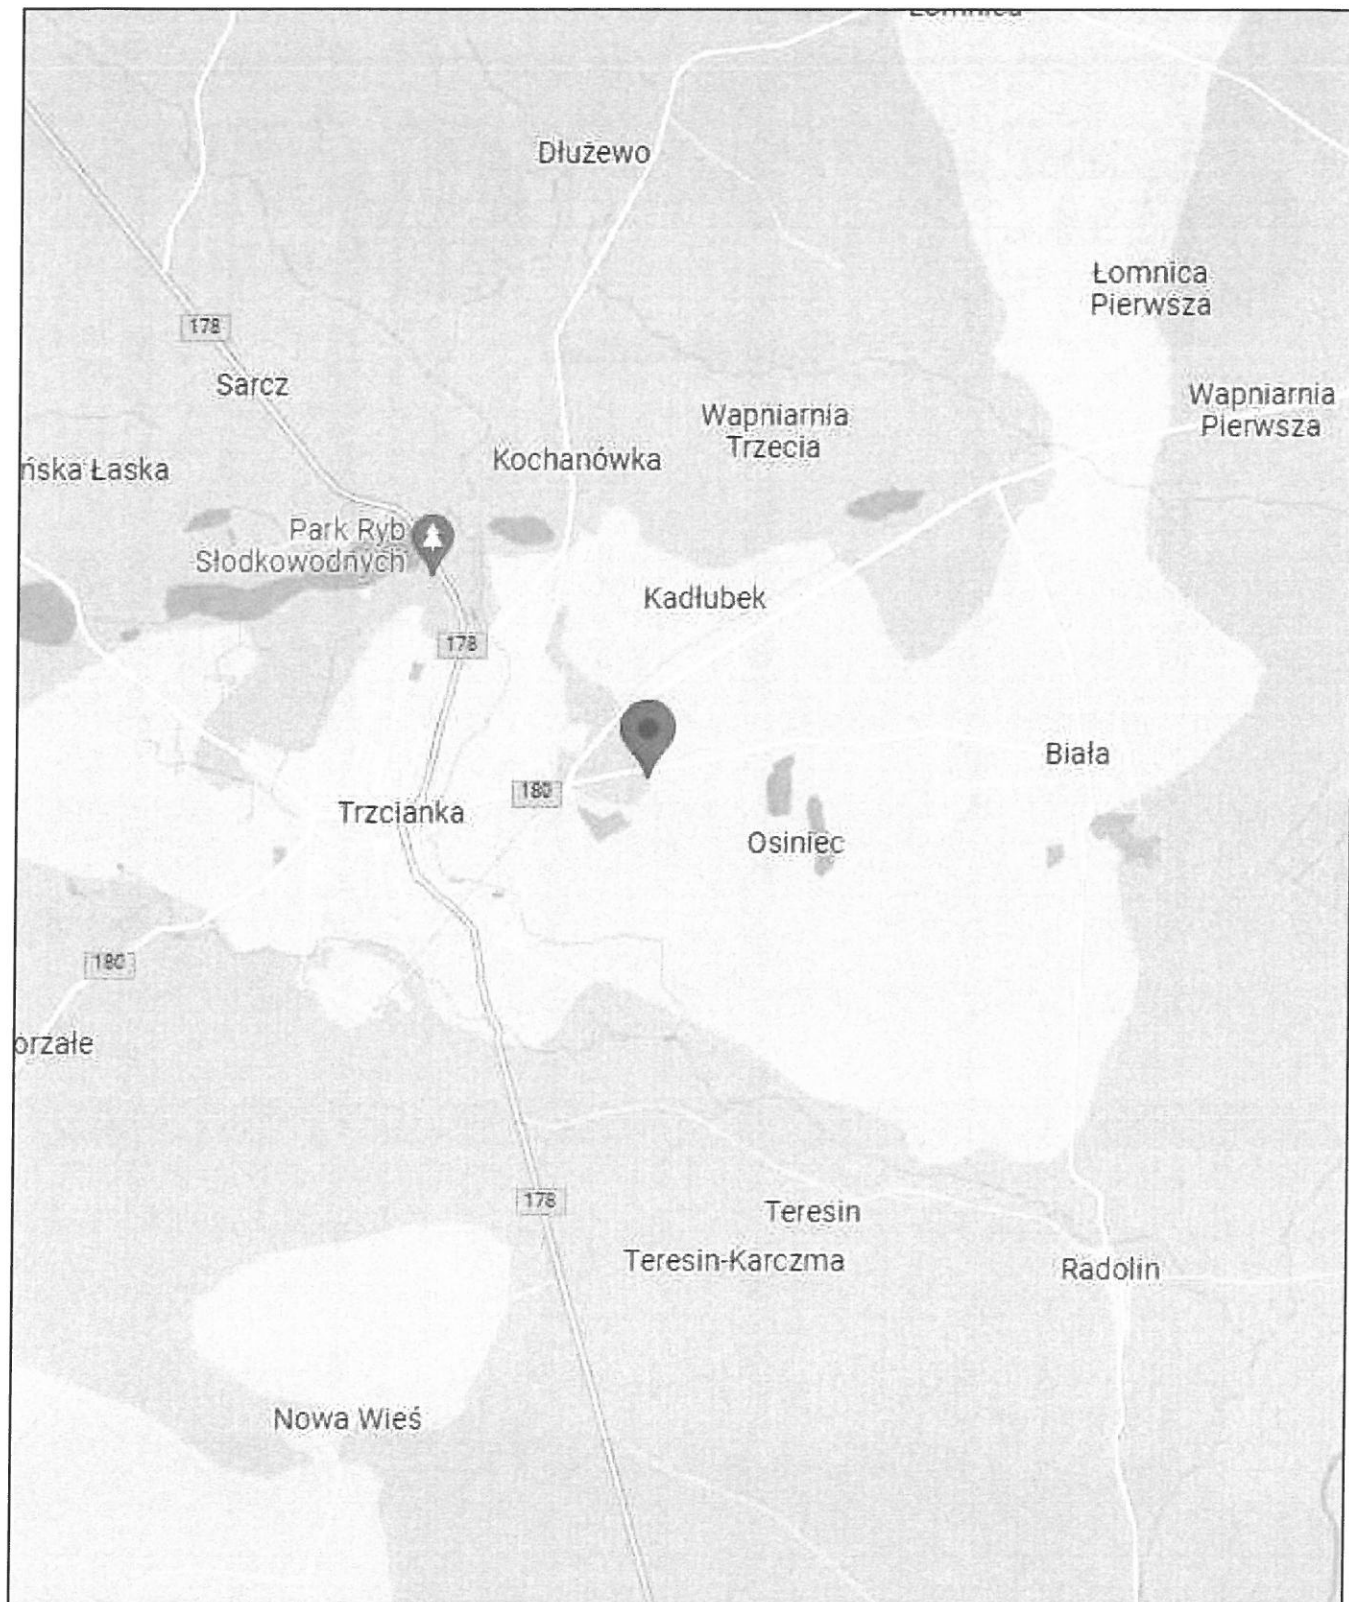 Łomnica
Dłużewo
Łomnica
Pierwsza
178
Sarcz
Wapniarnia
Pierwsza
Wapniarnia
Trzecia
Kochanówka
ńska Łaska
Park Ryb
Słodkowodnych
Kadłubek
178
Biała
180
Trzcianka
Osiniec
180
orzałe
178
Teresin
Teresin-Karczma
Radolin
Nowa Wieś